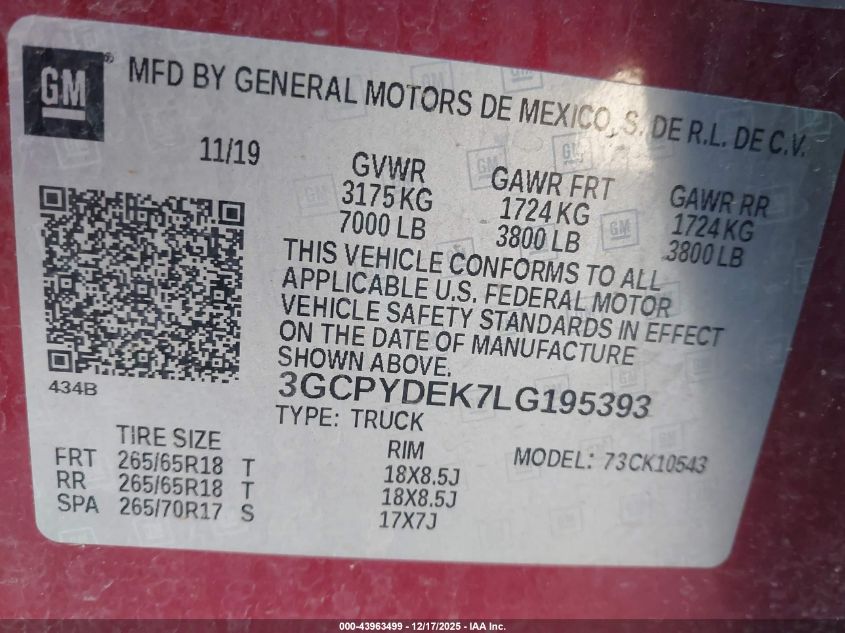 GM
MFD BY GENERAL MOTORS DE MEXICO, S. DE R.L. DE C.V.
11/19
GVWR
3175 KG
7000 LB
GAWR FRT
1724 KG
3800 LB
GAWR RR
1724 KG
3800 LB
THIS VEHICLE CONFORMS TO ALL
APPLICABLE U.S. FEDERAL MOTOR
VEHICLE SAFETY STANDARDS IN EFFECT
ON THE DATE OF MANUFACTURE
SHOWN ABOVE.
434B
3GCPYDEK7LG195393
TYPE: TRUCK
TIRE SIZE RIM MODEL: 73CK10543
FRT 265/65R18 T 18X8.5J
RR 265/65R18 T 18X8.5J
SPA 265/70R17 S 17X7J
000-43963499 - 12/17/2025 - IAA Inc.